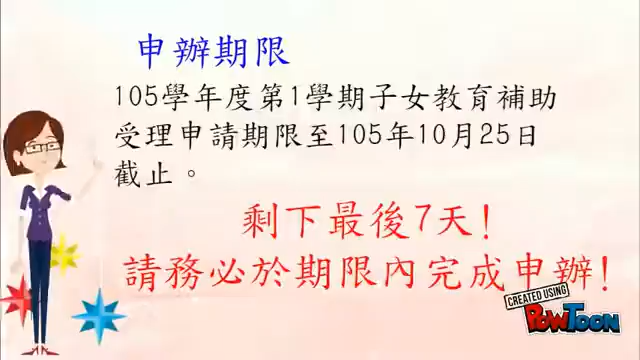 申辦期限
105學年度第1學期子女教育補助
受理申請期限至105年10月25日
截止。
剩下最後7天!
請務必於期限內完成申辦!
CREATED USING
POWTOON